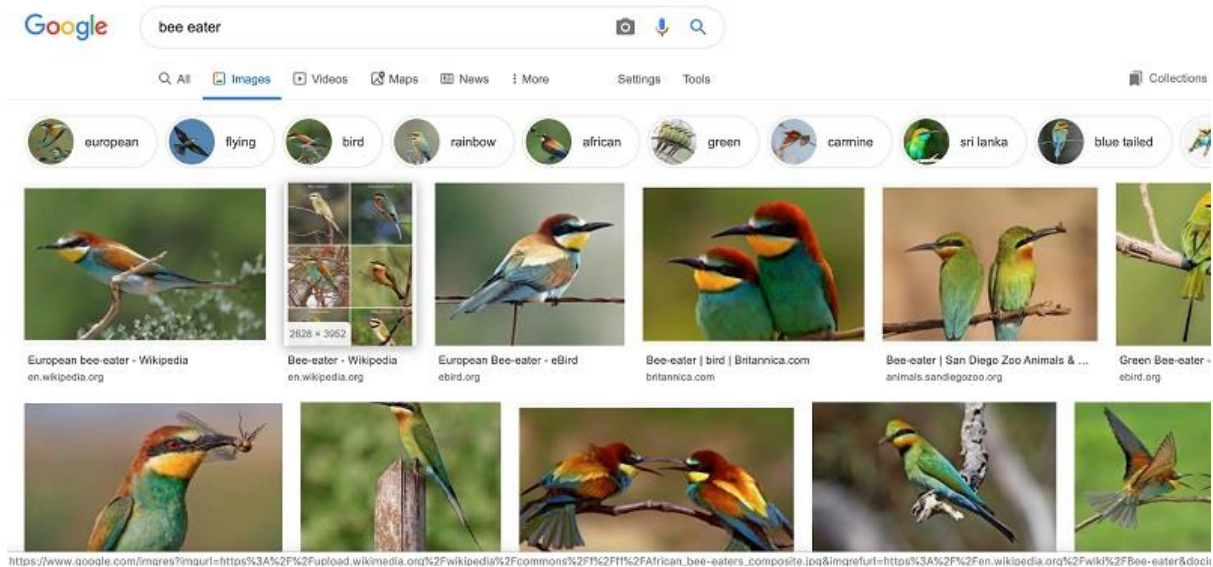 Google bee eater
All Images Videos Maps News More Settings Tools Collections
european flying bird rainbow african green carmine sri lanka blue tailed
2628 × 3952
European bee-eater - Wikipedia Bee-eater - Wikipedia European Bee-eater - eBird Bee-eater | bird | Britannica.com Bee-eater | San Diego Zoo Animals & ... Green Bee-eater -
en.wikipedia.org en.wikipedia.org ebird.org britannica.com animals.sandiegozoo.org ebird.org
https://www.google.com/imgres?imgurl=https%3A%2F%2Fupload.wikimedia.org%2Fwikipedia%2Fcommons%2Ff%2Fff%2FAfrican_bee-eaters_composite.jpg&imgrefurl=https%3A%2F%2Fen.wikipedia.org%2Fwiki%2FBee-eater&docid